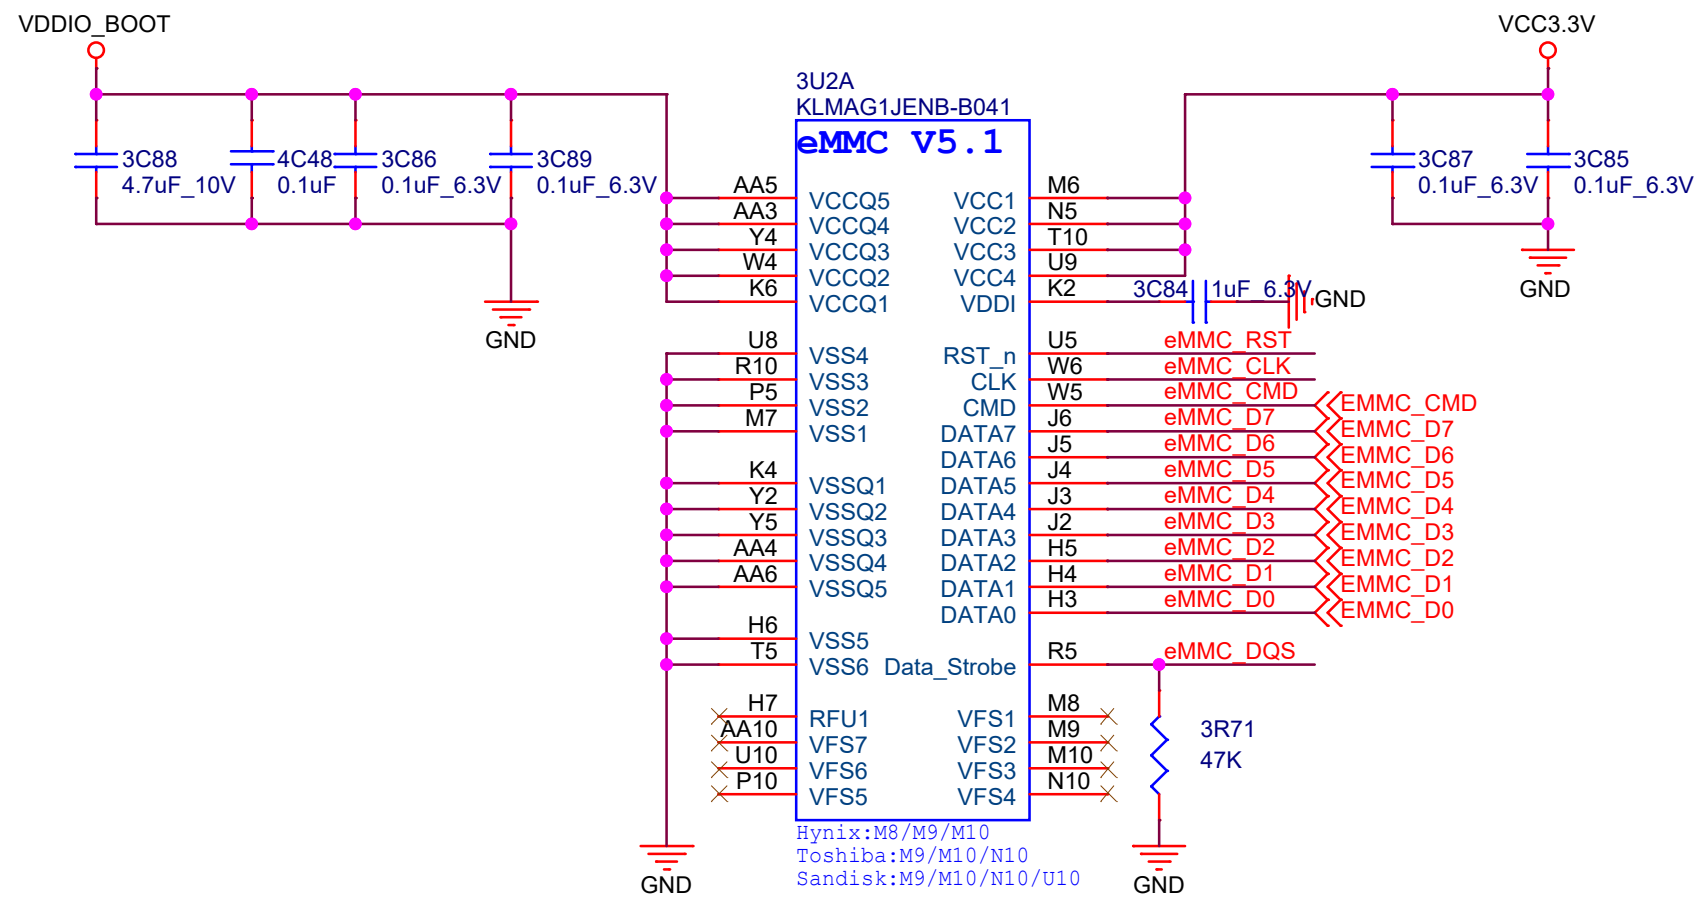 VDDIO_BOOT
VCC3.3V
3U2A
KLMAG1JENB-B041
eMMC V5.1
3C88
4.7uF_10V
4C48
0.1uF
3C86
0.1uF_6.3V
3C89
0.1uF_6.3V
3C87
0.1uF_6.3V
3C85
0.1uF_6.3V
AA5 VCCQ5 VCC1 M6
AA3 VCCQ4 VCC2 N5
Y4 VCCQ3 VCC3 T10
W4 VCCQ2 VCC4 U9
K6 VCCQ1 VDDI K2 3C84 1uF_6.3V GND
GND
GND
U8 VSS4 RST_n U5 eMMC_RST
R10 VSS3 CLK W6 eMMC_CLK
P5 VSS2 CMD W5 eMMC_CMD EMMC_CMD
M7 VSS1 DATA7 J6 eMMC_D7 EMMC_D7
DATA6 J5 eMMC_D6 EMMC_D6
K4 VSSQ1 DATA5 J4 eMMC_D5 EMMC_D5
Y2 VSSQ2 DATA4 J3 eMMC_D4 EMMC_D4
Y5 VSSQ3 DATA3 J2 eMMC_D3 EMMC_D3
AA4 VSSQ4 DATA2 H5 eMMC_D2 EMMC_D2
AA6 VSSQ5 DATA1 H4 eMMC_D1 EMMC_D1
DATA0 H3 eMMC_D0 EMMC_D0
H6 VSS5
T5 VSS6 Data_Strobe R5 eMMC_DQS
H7 RFU1 VFS1 M8
AA10 VFS7 VFS2 M9
U10 VFS6 VFS3 M10
P10 VFS5 VFS4 N10
3R71
47K
Hynix:M8/M9/M10
Toshiba:M9/M10/N10
Sandisk:M9/M10/N10/U10
GND
GND